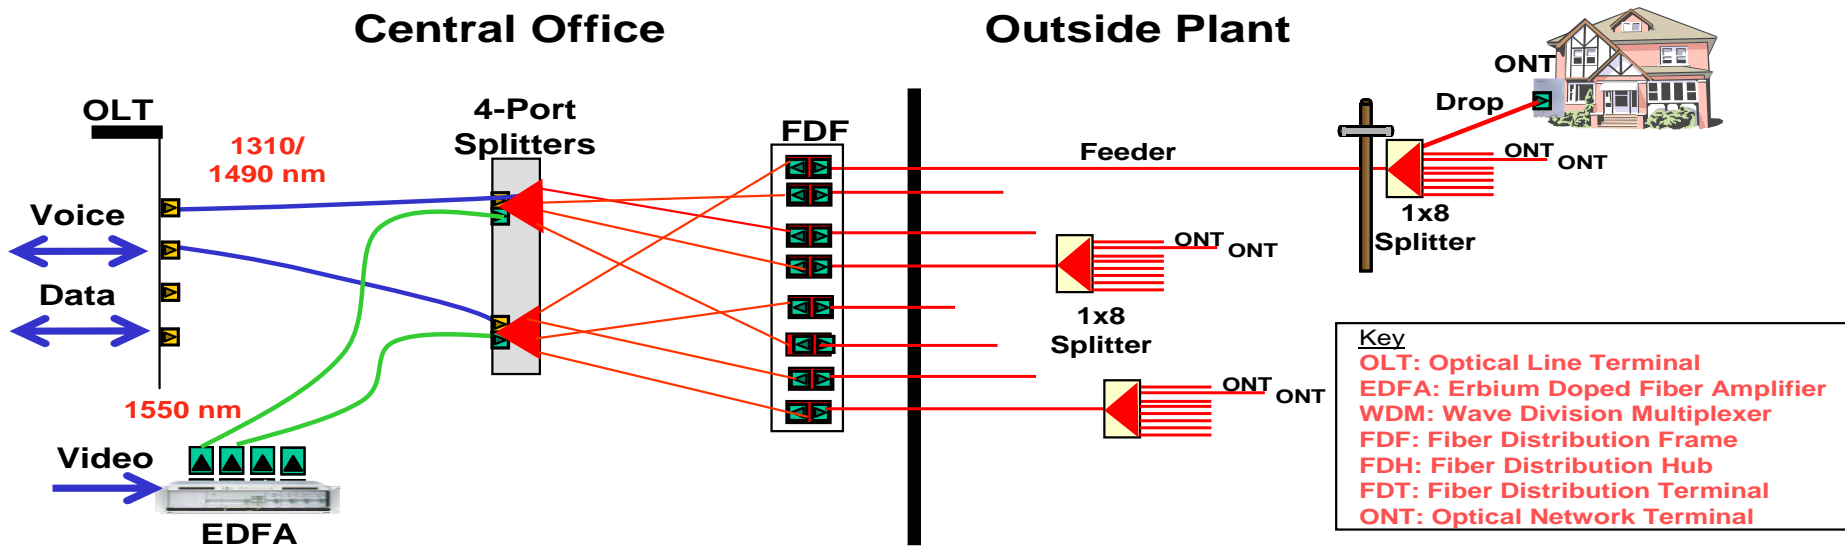 Central Office
Outside Plant
OLT
4-Port
Splitters
1310/
1490 nm
FDF
Feeder
ONT
Drop
ONT
ONT
1x8
Splitter
Voice
Data
ONT
ONT
1x8
Splitter
1550 nm
Video
EDFA
ONT
ONT
Key
OLT: Optical Line Terminal
EDFA: Erbium Doped Fiber Amplifier
WDM: Wave Division Multiplexer
FDF: Fiber Distribution Frame
FDH: Fiber Distribution Hub
FDT: Fiber Distribution Terminal
ONT: Optical Network Terminal